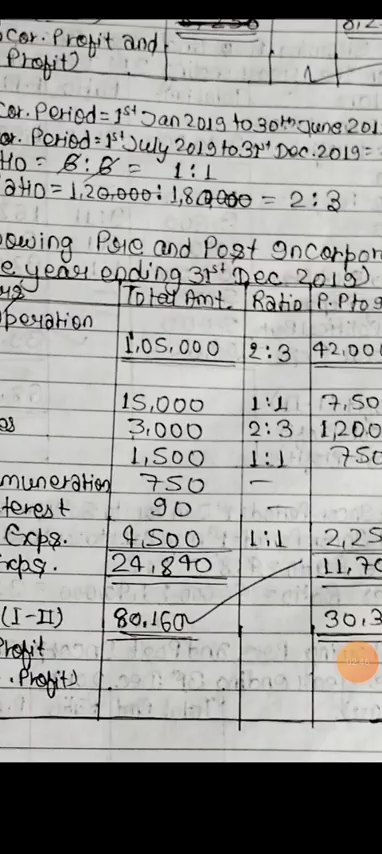 Cor. Profit and
Profit)
Cor. Period = 1st Jan 2019 to 30th June 201
or. Period = 1st July 2019 to 31st Dec. 2019 =
tio = 6 : 6 = 1 : 1
atio = 1,20,000 : 1,80,000 = 2 : 3
owing Pre and Post Incorpor
e year ending 31st Dec 2019)
Total Amt. Ratio P. P to
peration
1,05,000 2:3 42,00
15,000 1:1 7,50
es 3,000 2:3 1,200
1,500 1:1 750
muneration 750 —
terest 90 —
Exps. 4,500 1:1 2,25
Exps. 24,840 11,70
(I-II) 80,160 30,3
Profit
. Profit)